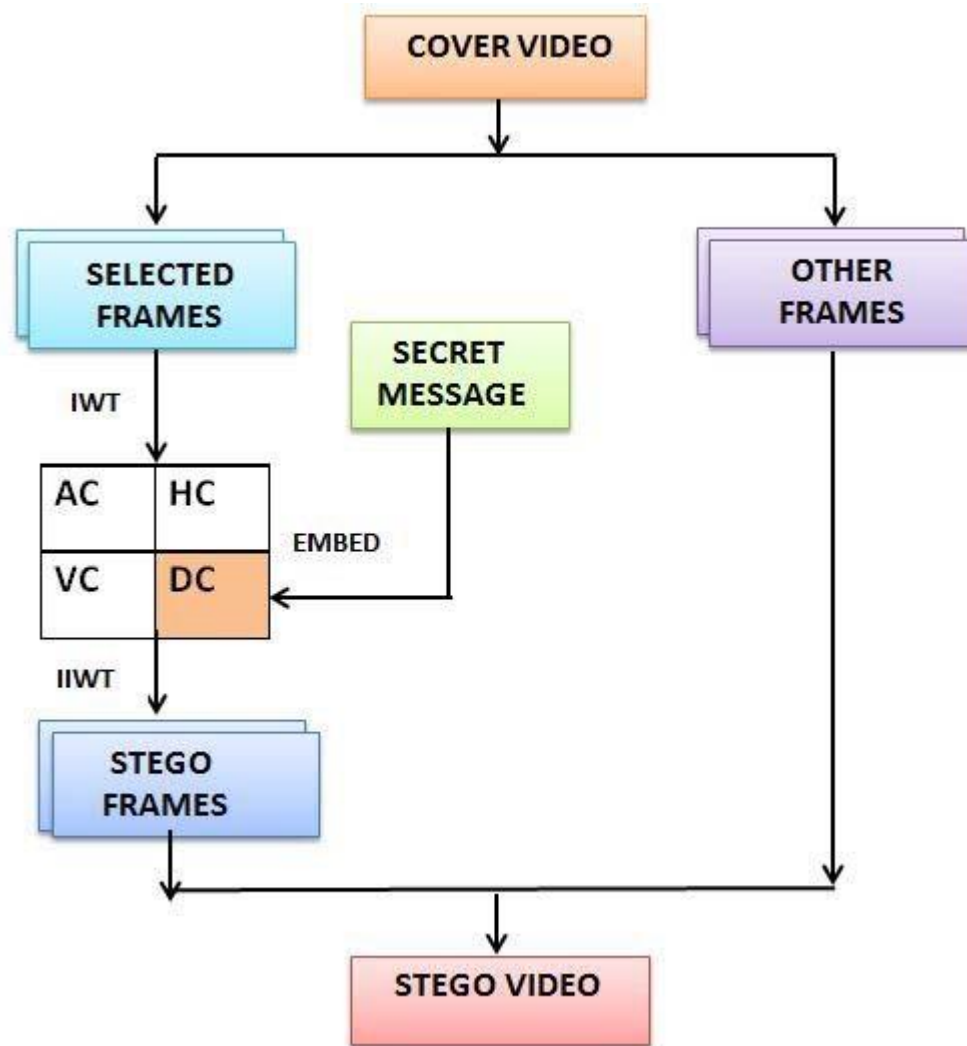 COVER VIDEO
SELECTED
FRAMES
OTHER
FRAMES
SECRET
MESSAGE
IWT
AC HC
EMBED
VC DC
IIWT
STEGO
FRAMES
STEGO VIDEO